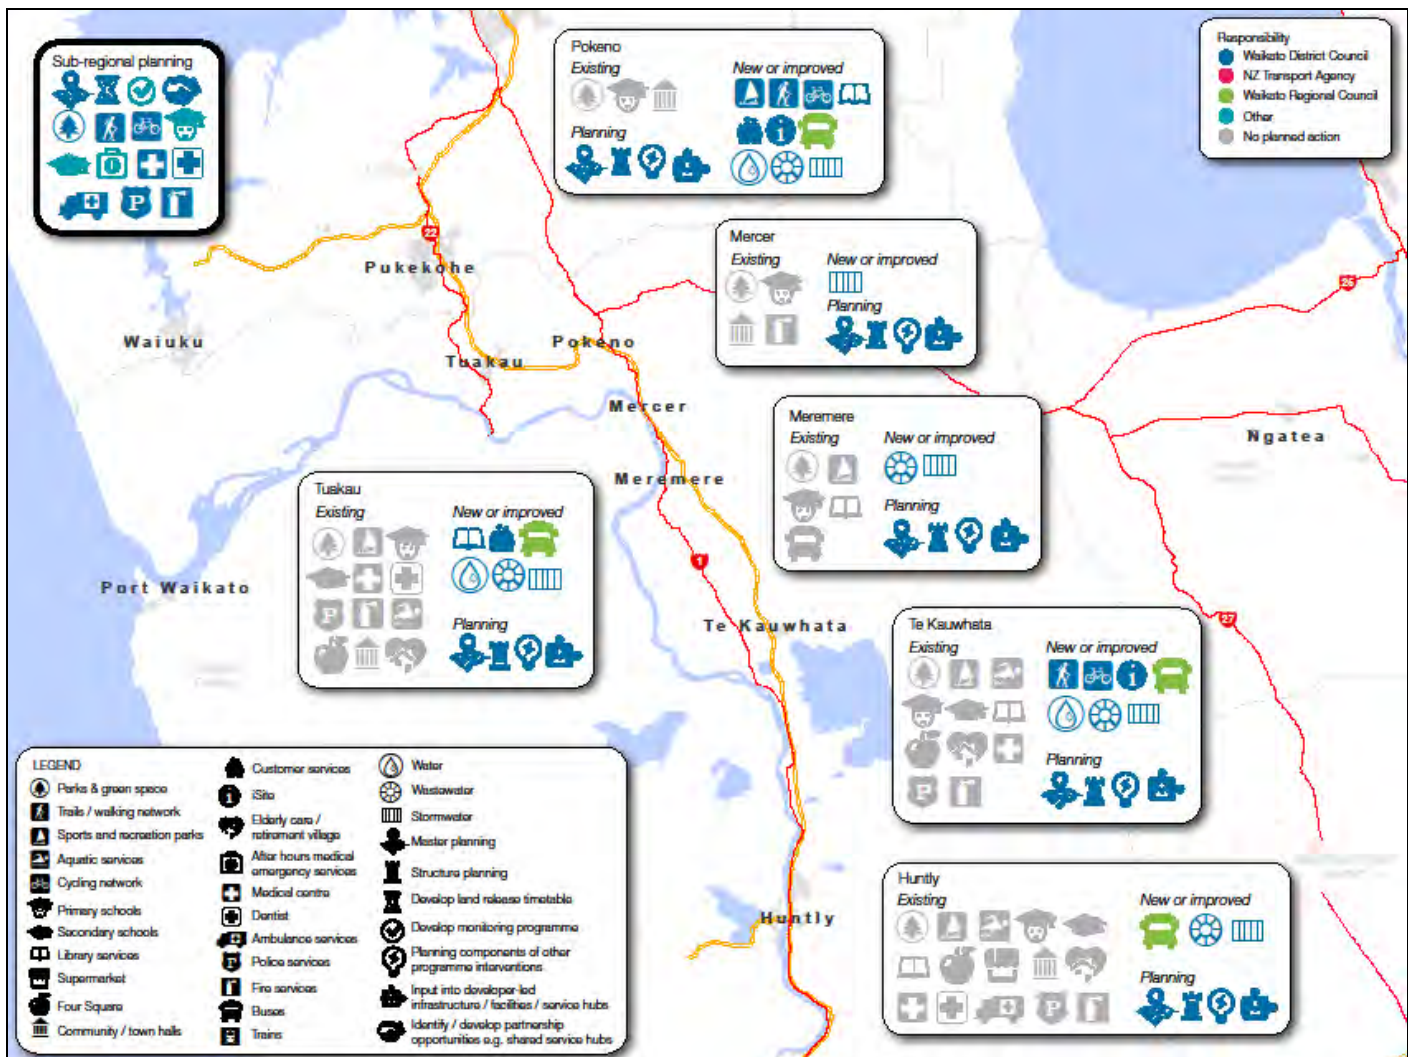 Sub-regional planning
Pokeno
Existing
New or improved
Planning
Responsibility
Waikato District Council
NZ Transport Agency
Waikato Regional Council
Other
No planned action
22
Pukekohe
Mercer
Existing
New or improved
Planning
25
Waiuku
Pokeno
Tuakau
Mercer
Meremere
Existing
New or improved
Planning
Ngatea
Meremere
Tuakau
Existing
New or improved
Planning
1
Port Waikato
Te Kauwhata
27
Te Kauwhata
Existing
New or improved
Planning
LEGEND
Parks & green space
Trails / walking network
Sports and recreation parks
Aquatic services
Cycling network
Primary schools
Secondary schools
Library services
Supermarket
Four Square
Community / town halls
Customer services
iSite
Elderly care /
retirement village
After hours medical
emergency services
Medical centre
Dentist
Ambulance services
Police services
Fire services
Buses
Trains
Water
Wastewater
Stormwater
Master planning
Structure planning
Develop land release timetable
Develop monitoring programme
Planning components of other
programme interventions
Input into developer-led
infrastructure / facilities / service hubs
Identify / develop partnership
opportunities e.g. shared service hubs
Huntly
Huntly
Existing
New or improved
Planning